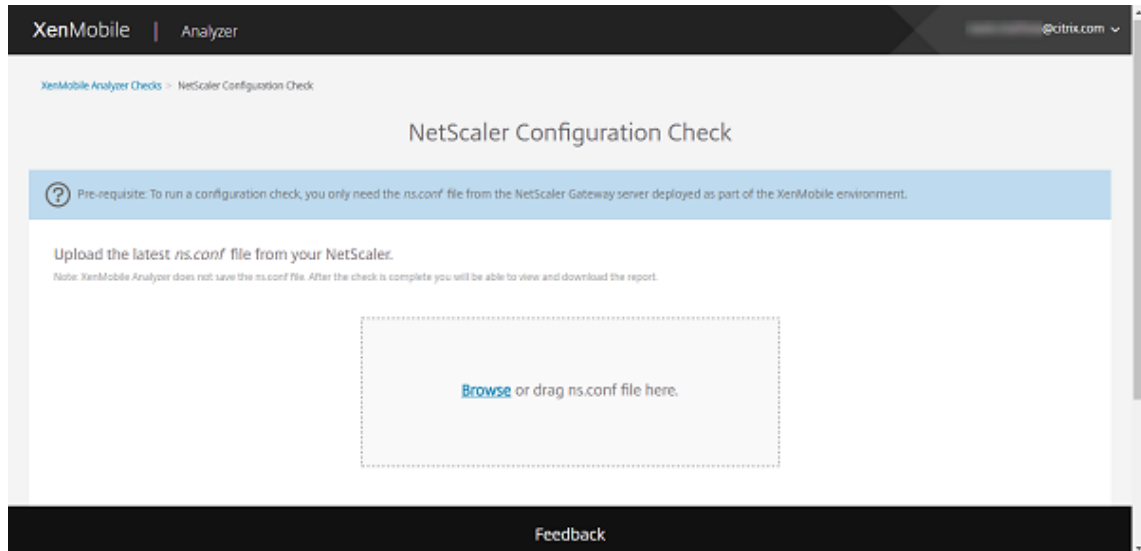 XenMobile | Analyzer
@citrix.com
XenMobile Analyzer Checks > NetScaler Configuration Check
NetScaler Configuration Check
Pre-requisite: To run a configuration check, you only need the ns.conf file from the NetScaler Gateway server deployed as part of the XenMobile environment.
Upload the latest ns.conf file from your NetScaler.
Note: XenMobile Analyzer does not save the ns.conf file. After the check is complete you will be able to view and download the report.
Browse or drag ns.conf file here.
Feedback